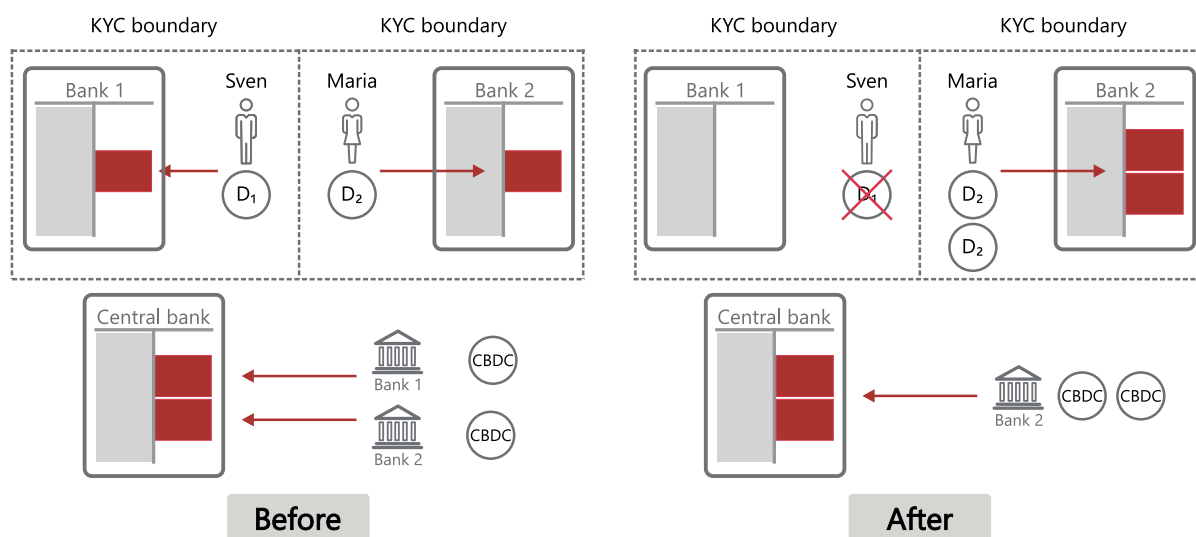 KYC boundary
KYC boundary
Bank 1
Sven
D₁
Maria
D₂
Bank 2
Central bank
Bank 1
CBDC
Bank 2
CBDC
Before
KYC boundary
KYC boundary
Bank 1
Sven
D₁
Maria
D₂
D₂
Bank 2
Central bank
Bank 2
CBDC
CBDC
After